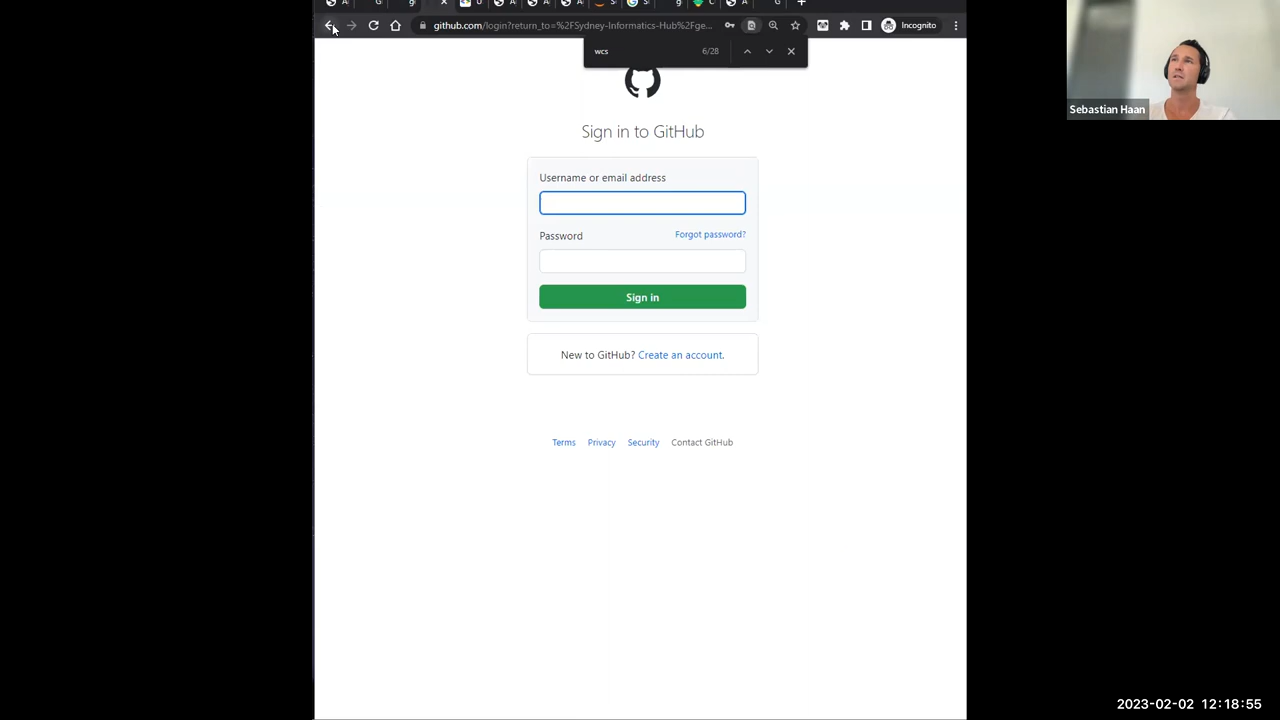 github.com/login?return_to=%2FSydney-Informatics-Hub%2Fge...
Incognito
wcs
6/28
Sign in to GitHub
Username or email address
Password
Forgot password?
Sign in
New to GitHub? Create an account.
Terms
Privacy
Security
Contact GitHub
Sebastian Haan
2023-02-02 12:18:55